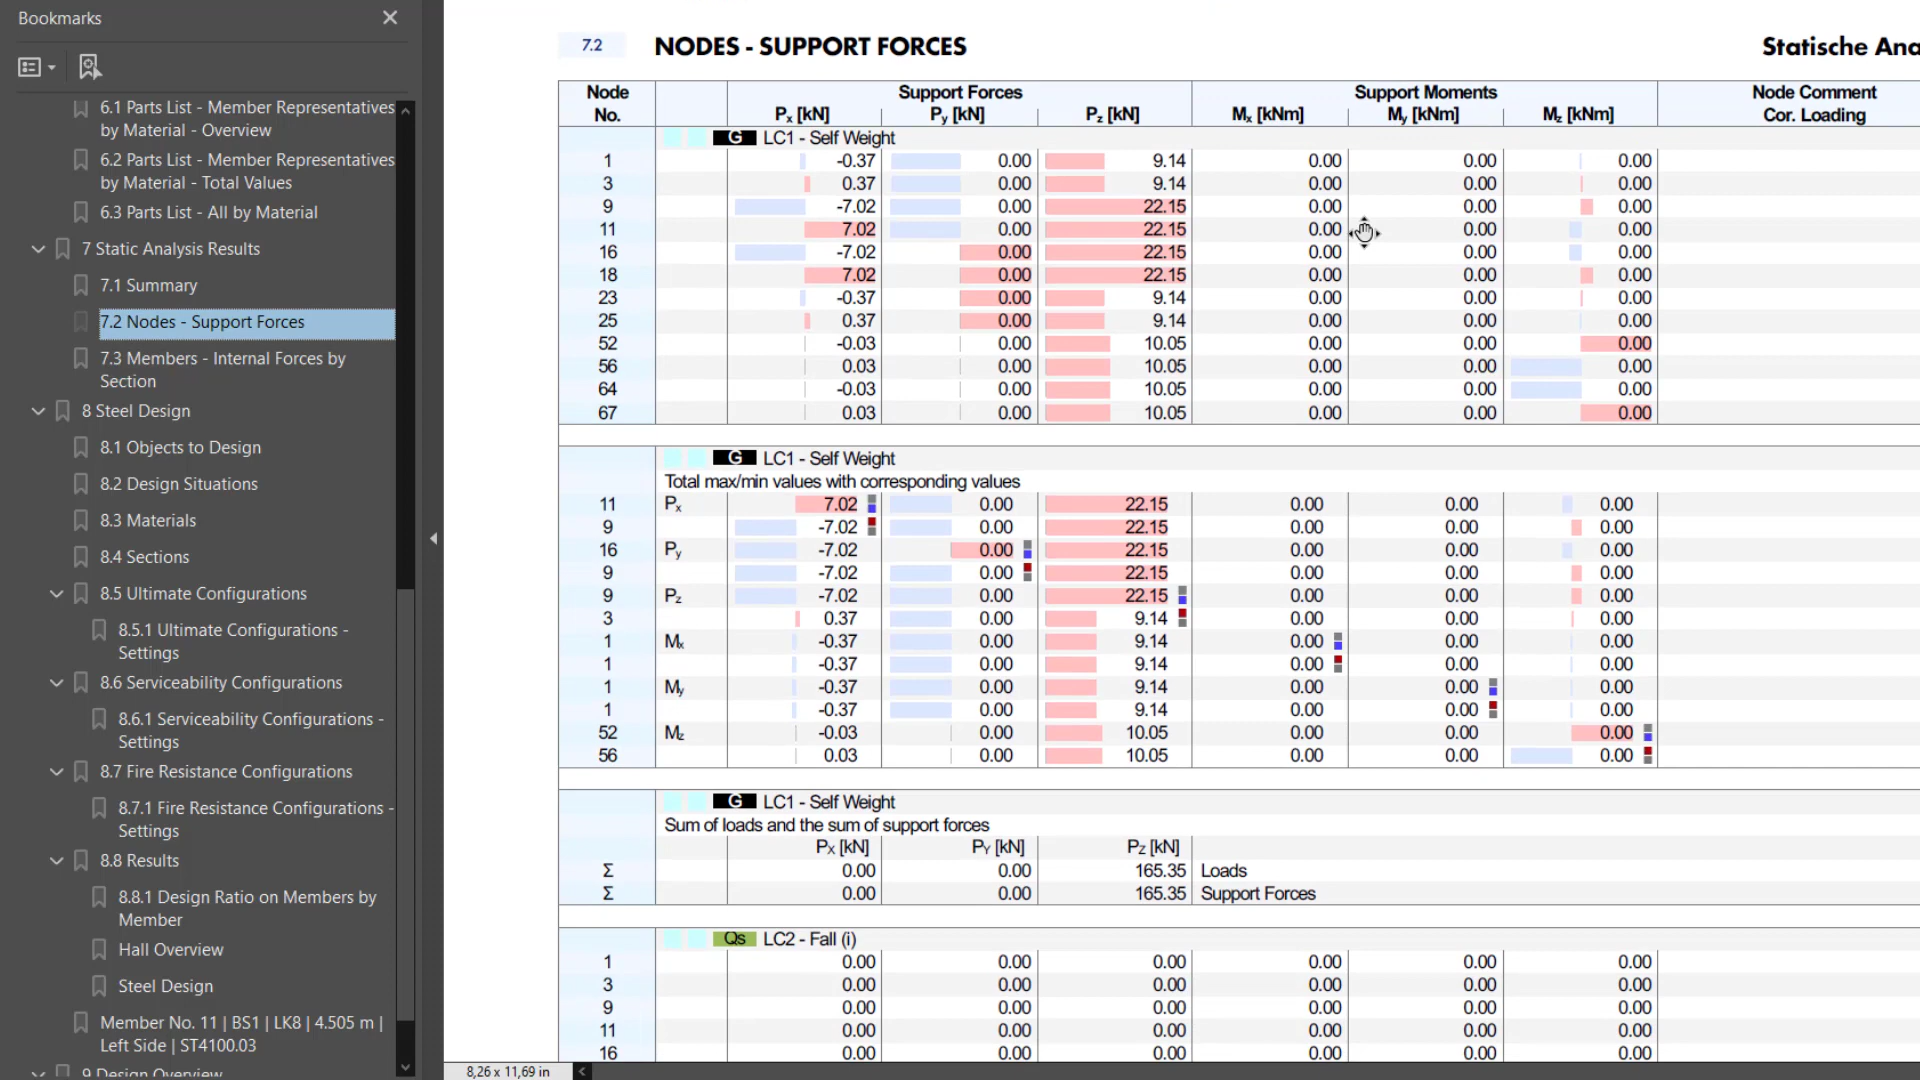 Bookmarks
6.1 Parts List - Member Representatives
by Material - Overview
6.2 Parts List - Member Representatives
by Material - Total Values
6.3 Parts List - All by Material
7 Static Analysis Results
7.1 Summary
7.2 Nodes - Support Forces
7.3 Members - Internal Forces by
Section
8 Steel Design
8.1 Objects to Design
8.2 Design Situations
8.3 Materials
8.4 Sections
8.5 Ultimate Configurations
8.5.1 Ultimate Configurations -
Settings
8.6 Serviceability Configurations
8.6.1 Serviceability Configurations -
Settings
8.7 Fire Resistance Configurations
8.7.1 Fire Resistance Configurations -
Settings
8.8 Results
8.8.1 Design Ratio on Members by
Member
Hall Overview
Steel Design
Member No. 11 | BS1 | LK8 | 4.505 m |
Left Side | ST4100.03
9 Design Overview
7.2 NODES - SUPPORT FORCES Statische Ana
Node Support Forces Support Moments Node Comment
No. Px [kN] Py [kN] Pz [kN] Mx [kNm] My [kNm] Mz [kNm] Cor. Loading
G LC1 - Self Weight
1 -0.37 0.00 9.14 0.00 0.00 0.00
3 0.37 0.00 9.14 0.00 0.00 0.00
9 -7.02 0.00 22.15 0.00 0.00 0.00
11 7.02 0.00 22.15 0.00 0.00 0.00
16 -7.02 0.00 22.15 0.00 0.00 0.00
18 7.02 0.00 22.15 0.00 0.00 0.00
23 -0.37 0.00 9.14 0.00 0.00 0.00
25 0.37 0.00 9.14 0.00 0.00 0.00
52 -0.03 0.00 10.05 0.00 0.00 0.00
56 0.03 0.00 10.05 0.00 0.00 0.00
64 -0.03 0.00 10.05 0.00 0.00 0.00
67 0.03 0.00 10.05 0.00 0.00 0.00
G LC1 - Self Weight
Total max/min values with corresponding values
11 Px 7.02 0.00 22.15 0.00 0.00 0.00
9 -7.02 0.00 22.15 0.00 0.00 0.00
16 Py -7.02 0.00 22.15 0.00 0.00 0.00
9 -7.02 0.00 22.15 0.00 0.00 0.00
9 Pz -7.02 0.00 22.15 0.00 0.00 0.00
3 0.37 0.00 9.14 0.00 0.00 0.00
1 Mx -0.37 0.00 9.14 0.00 0.00 0.00
1 -0.37 0.00 9.14 0.00 0.00 0.00
1 My -0.37 0.00 9.14 0.00 0.00 0.00
1 -0.37 0.00 9.14 0.00 0.00 0.00
52 Mz -0.03 0.00 10.05 0.00 0.00 0.00
56 0.03 0.00 10.05 0.00 0.00 0.00
G LC1 - Self Weight
Sum of loads and the sum of support forces
PX [kN] PY [kN] PZ [kN]
Σ 0.00 0.00 165.35 Loads
Σ 0.00 0.00 165.35 Support Forces
Qs LC2 - Fall (i)
1 0.00 0.00 0.00 0.00 0.00 0.00
3 0.00 0.00 0.00 0.00 0.00 0.00
9 0.00 0.00 0.00 0.00 0.00 0.00
11 0.00 0.00 0.00 0.00 0.00 0.00
16 0.00 0.00 0.00 0.00 0.00 0.00
8,26 x 11,69 in